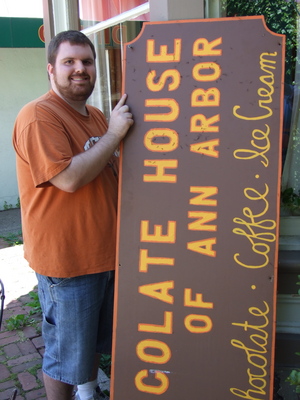 COLATE HOUSE
OF ANN ARBOR
hocolate · Coffee · Ice Cream